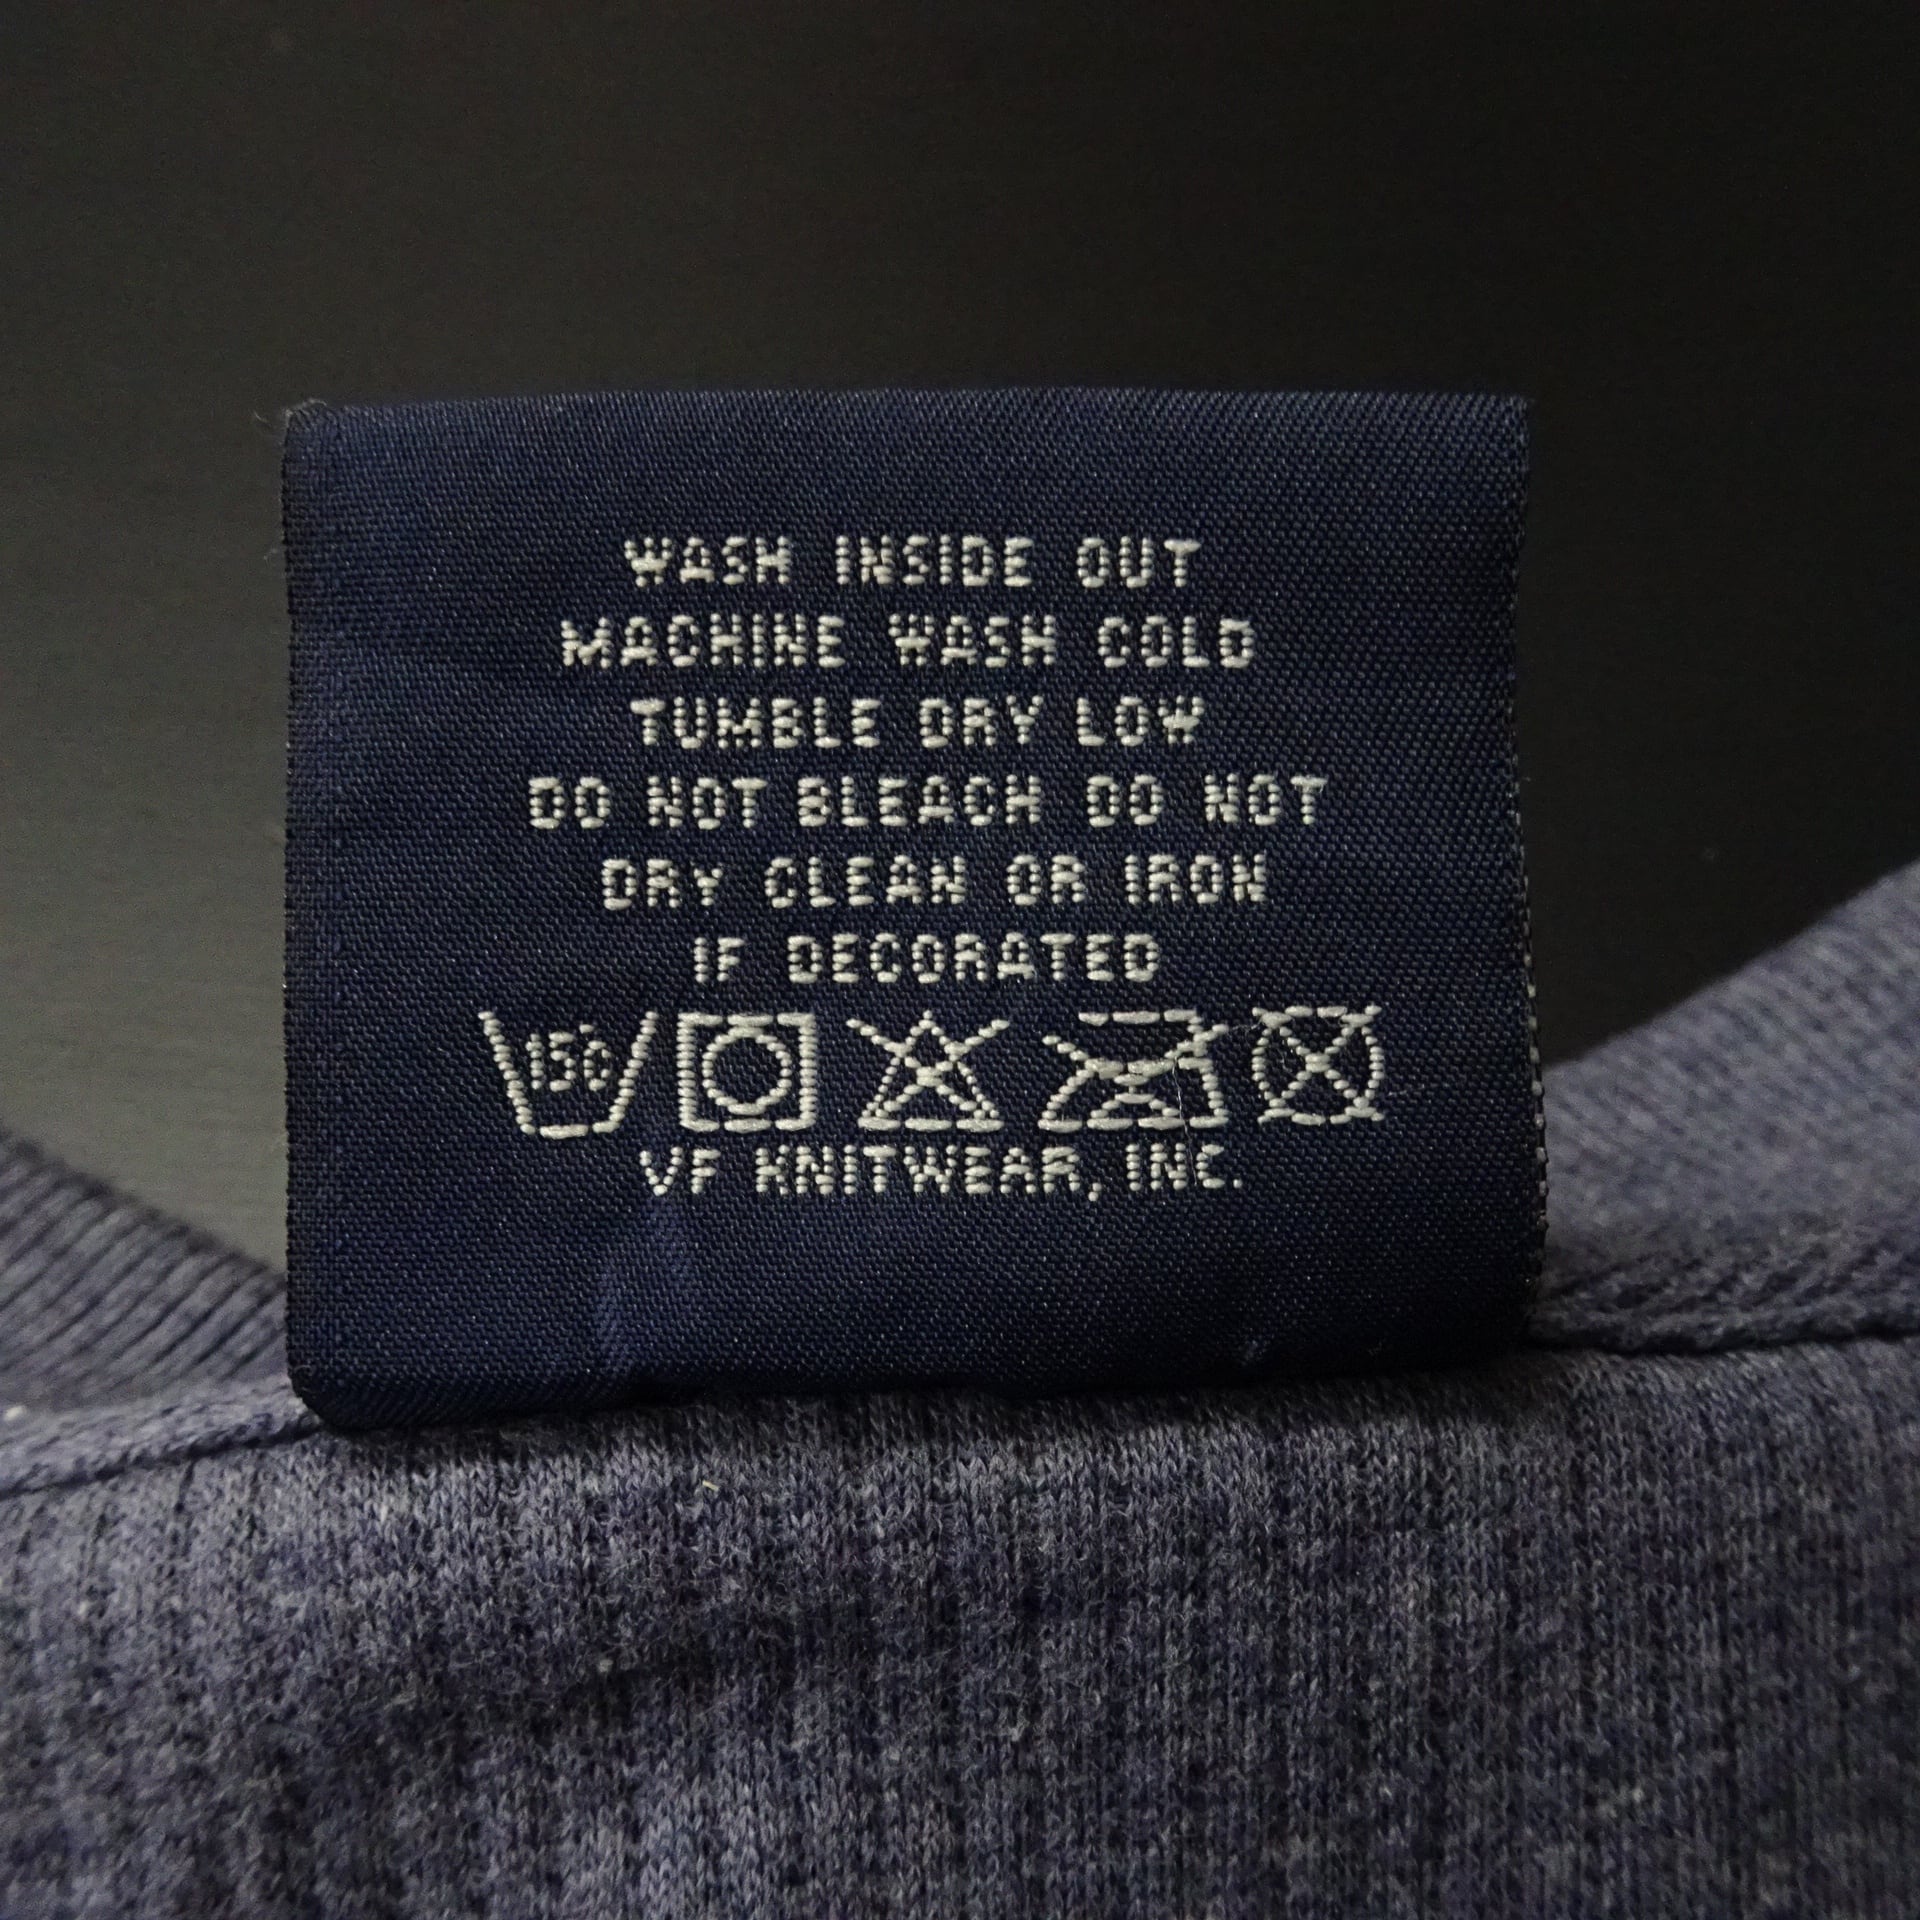 WASH INSIDE OUT
MACHINE WASH COLD
TUMBLE DRY LOW
DO NOT BLEACH DO NOT
DRY CLEAN OR IRON
IF DECORATED
15°
VF KNITWEAR, INC.